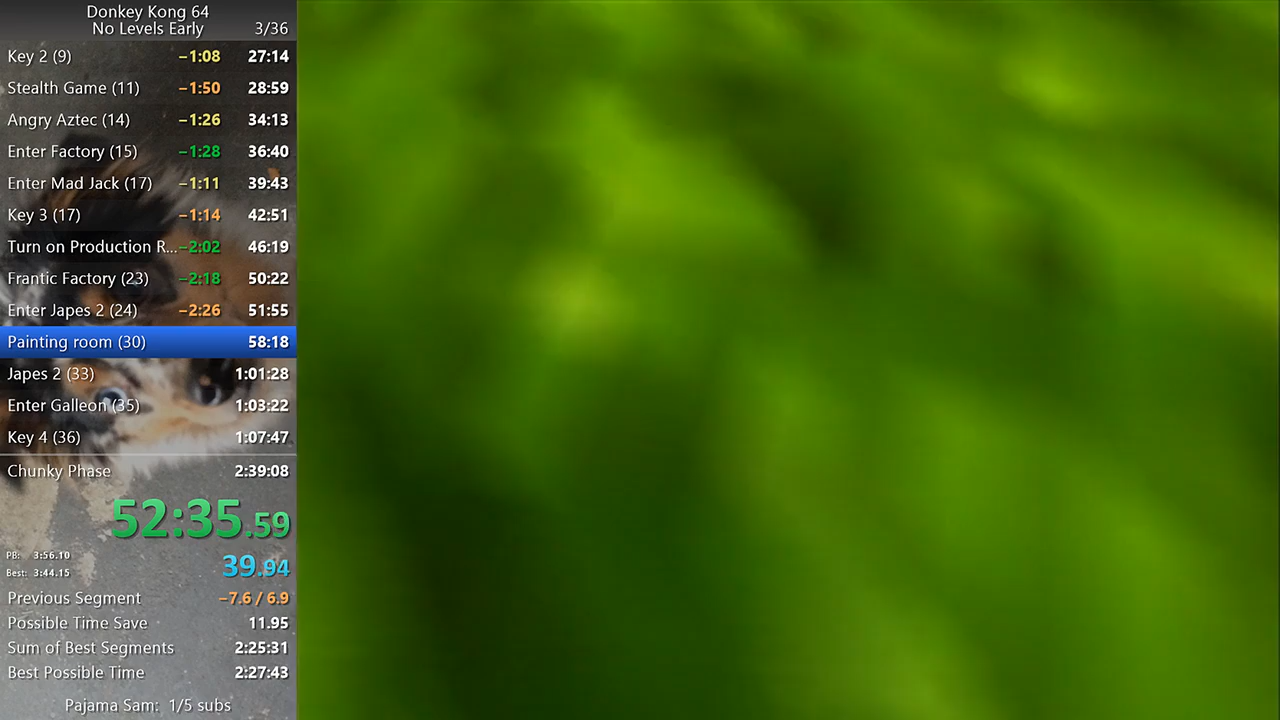 Donkey Kong 64
No Levels Early 3/36
Key 2 (9) −1:08 27:14
Stealth Game (11) −1:50 28:59
Angry Aztec (14) −1:26 34:13
Enter Factory (15) −1:28 36:40
Enter Mad Jack (17) −1:11 39:43
Key 3 (17) −1:14 42:51
Turn on Production R... −2:02 46:19
Frantic Factory (23) −2:18 50:22
Enter Japes 2 (24) −2:26 51:55
Painting room (30) 58:18
Japes 2 (33) 1:01:28
Enter Galleon (35) 1:03:22
Key 4 (36) 1:07:47
Chunky Phase 2:39:08
52:35.59
PB: 3:56.10
39.94
Best: 3:44.15
Previous Segment −7.6 / 6.9
Possible Time Save 11.95
Sum of Best Segments 2:25:31
Best Possible Time 2:27:43
Pajama Sam: 1/5 subs